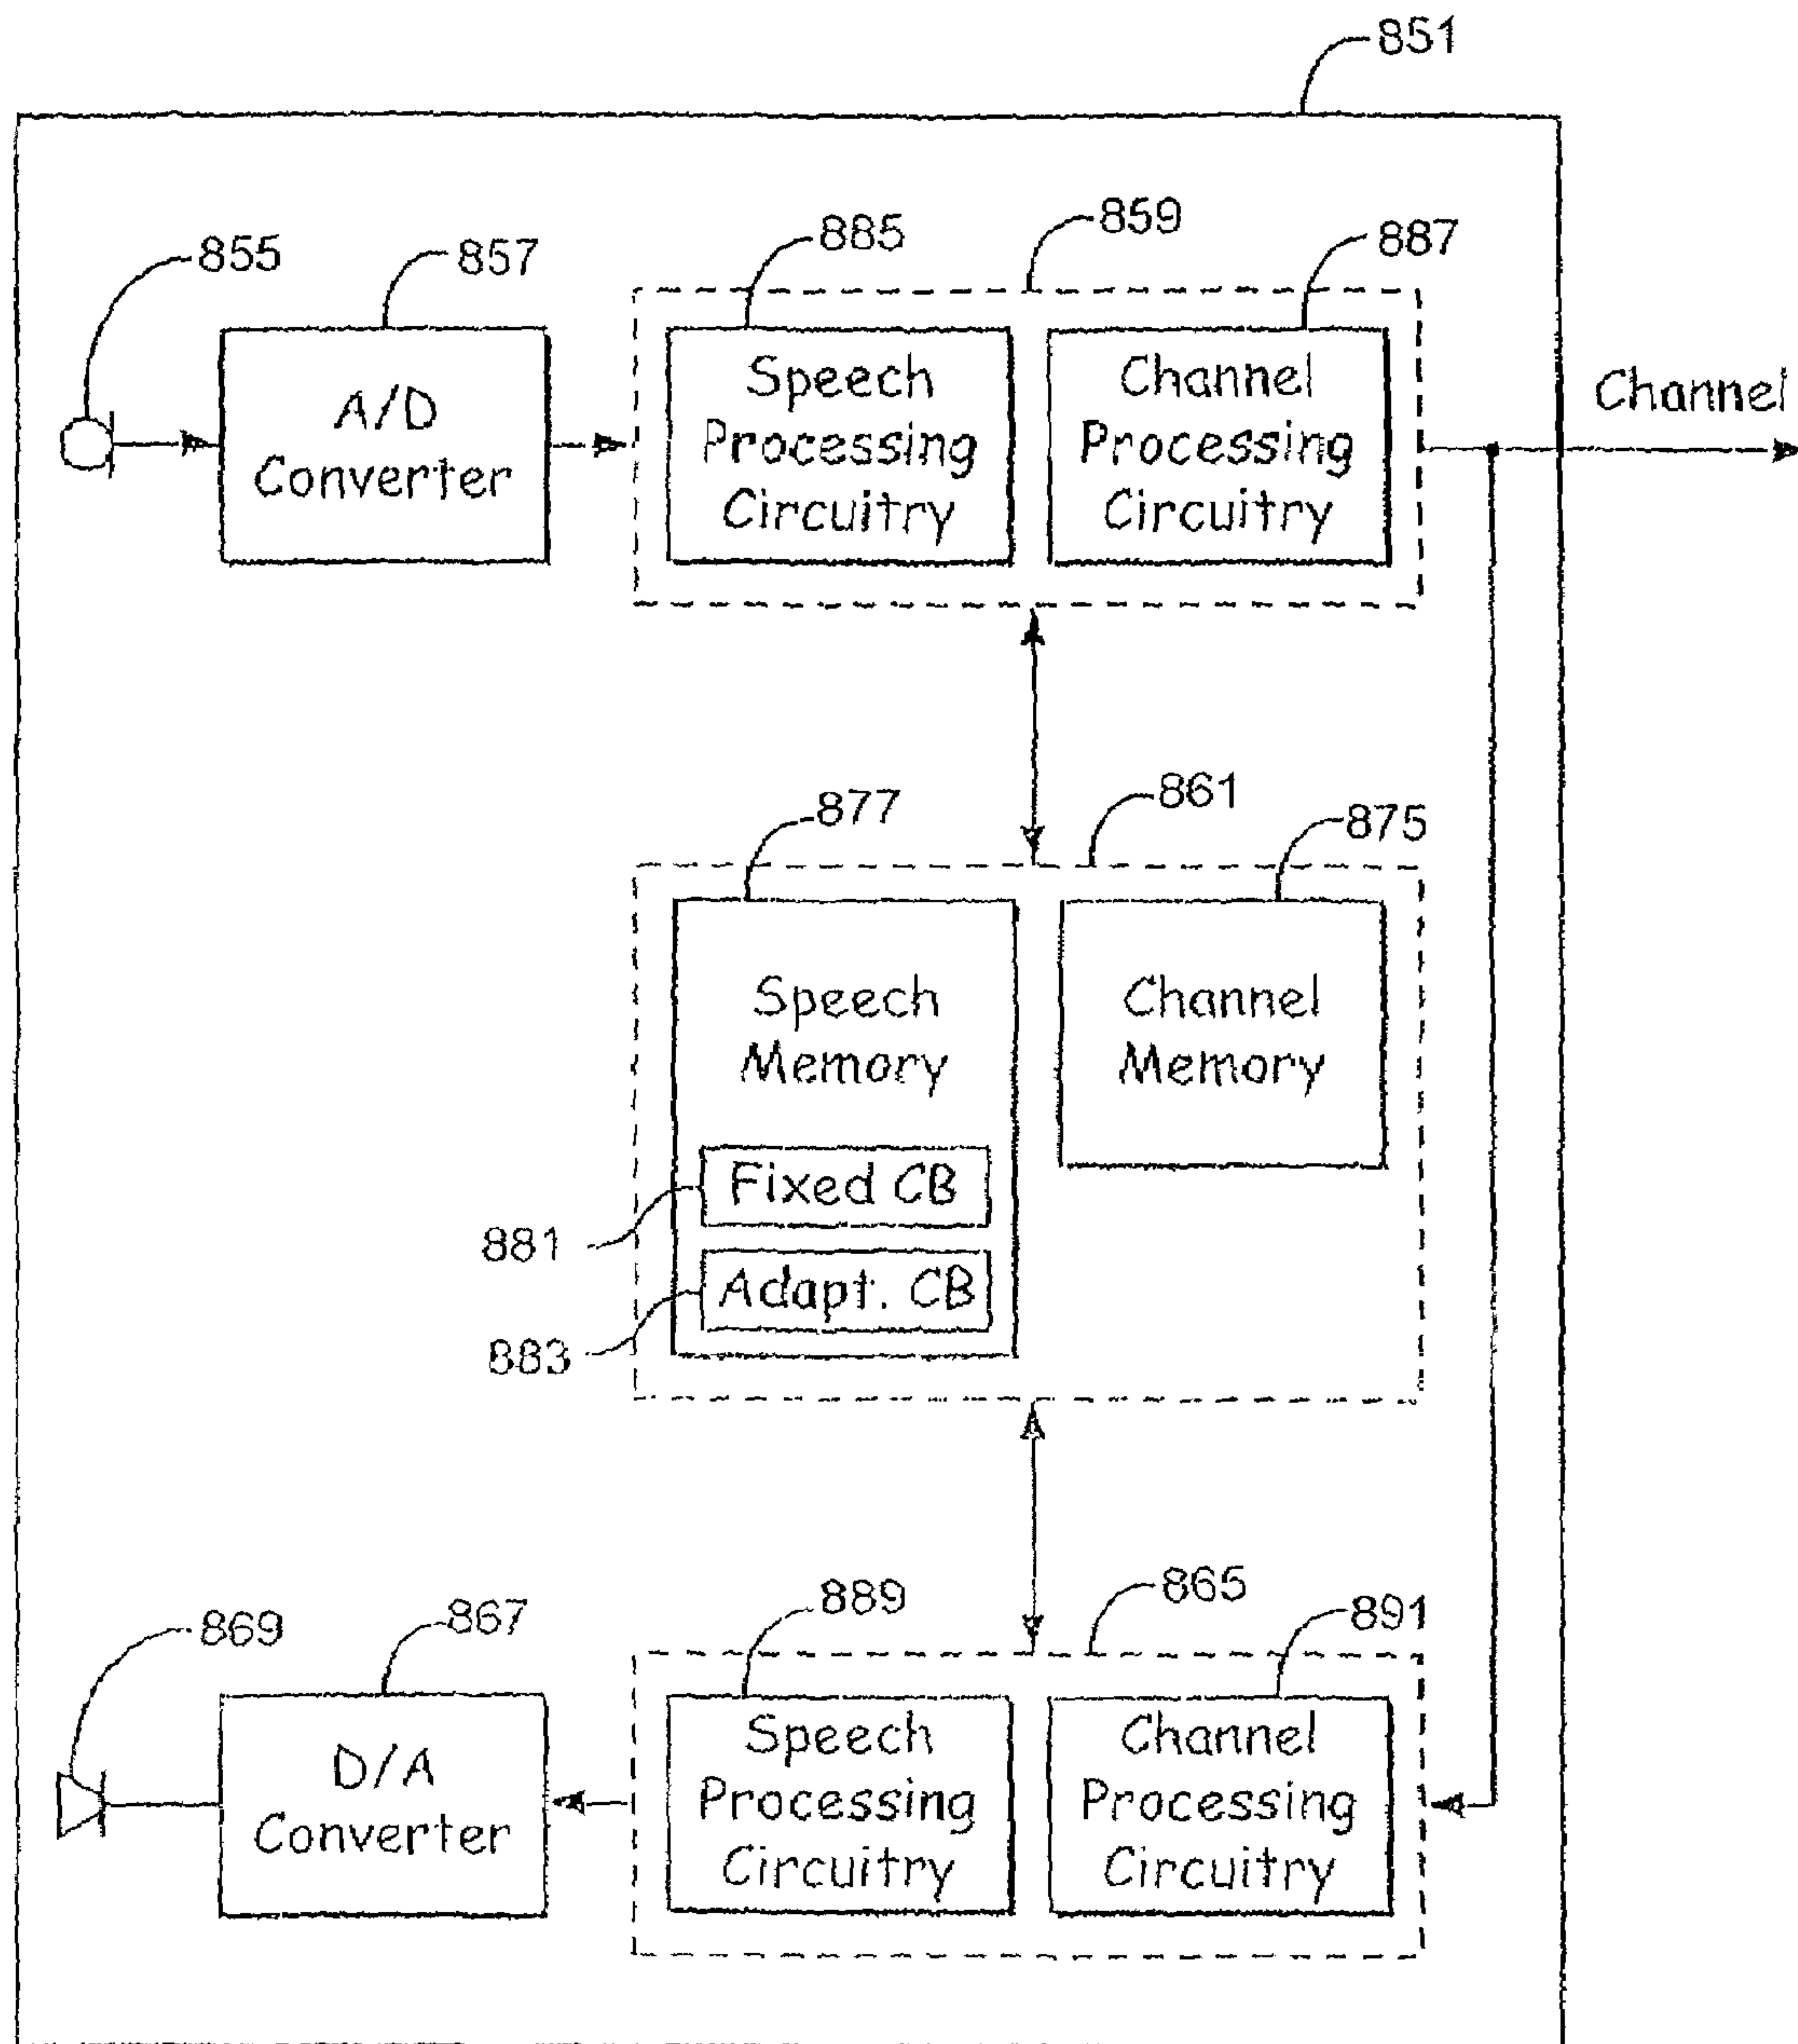 851
859
885
887
855
857
A/D
Converter
Speech
Processing
Circuitry
Channel
Processing
Circuitry
Channel
877
861
875
Speech
Memory
Channel
Memory
Fixed CB
881
Adapt. CB
883
889
865
891
869
867
D/A
Converter
Speech
Processing
Circuitry
Channel
Processing
Circuitry